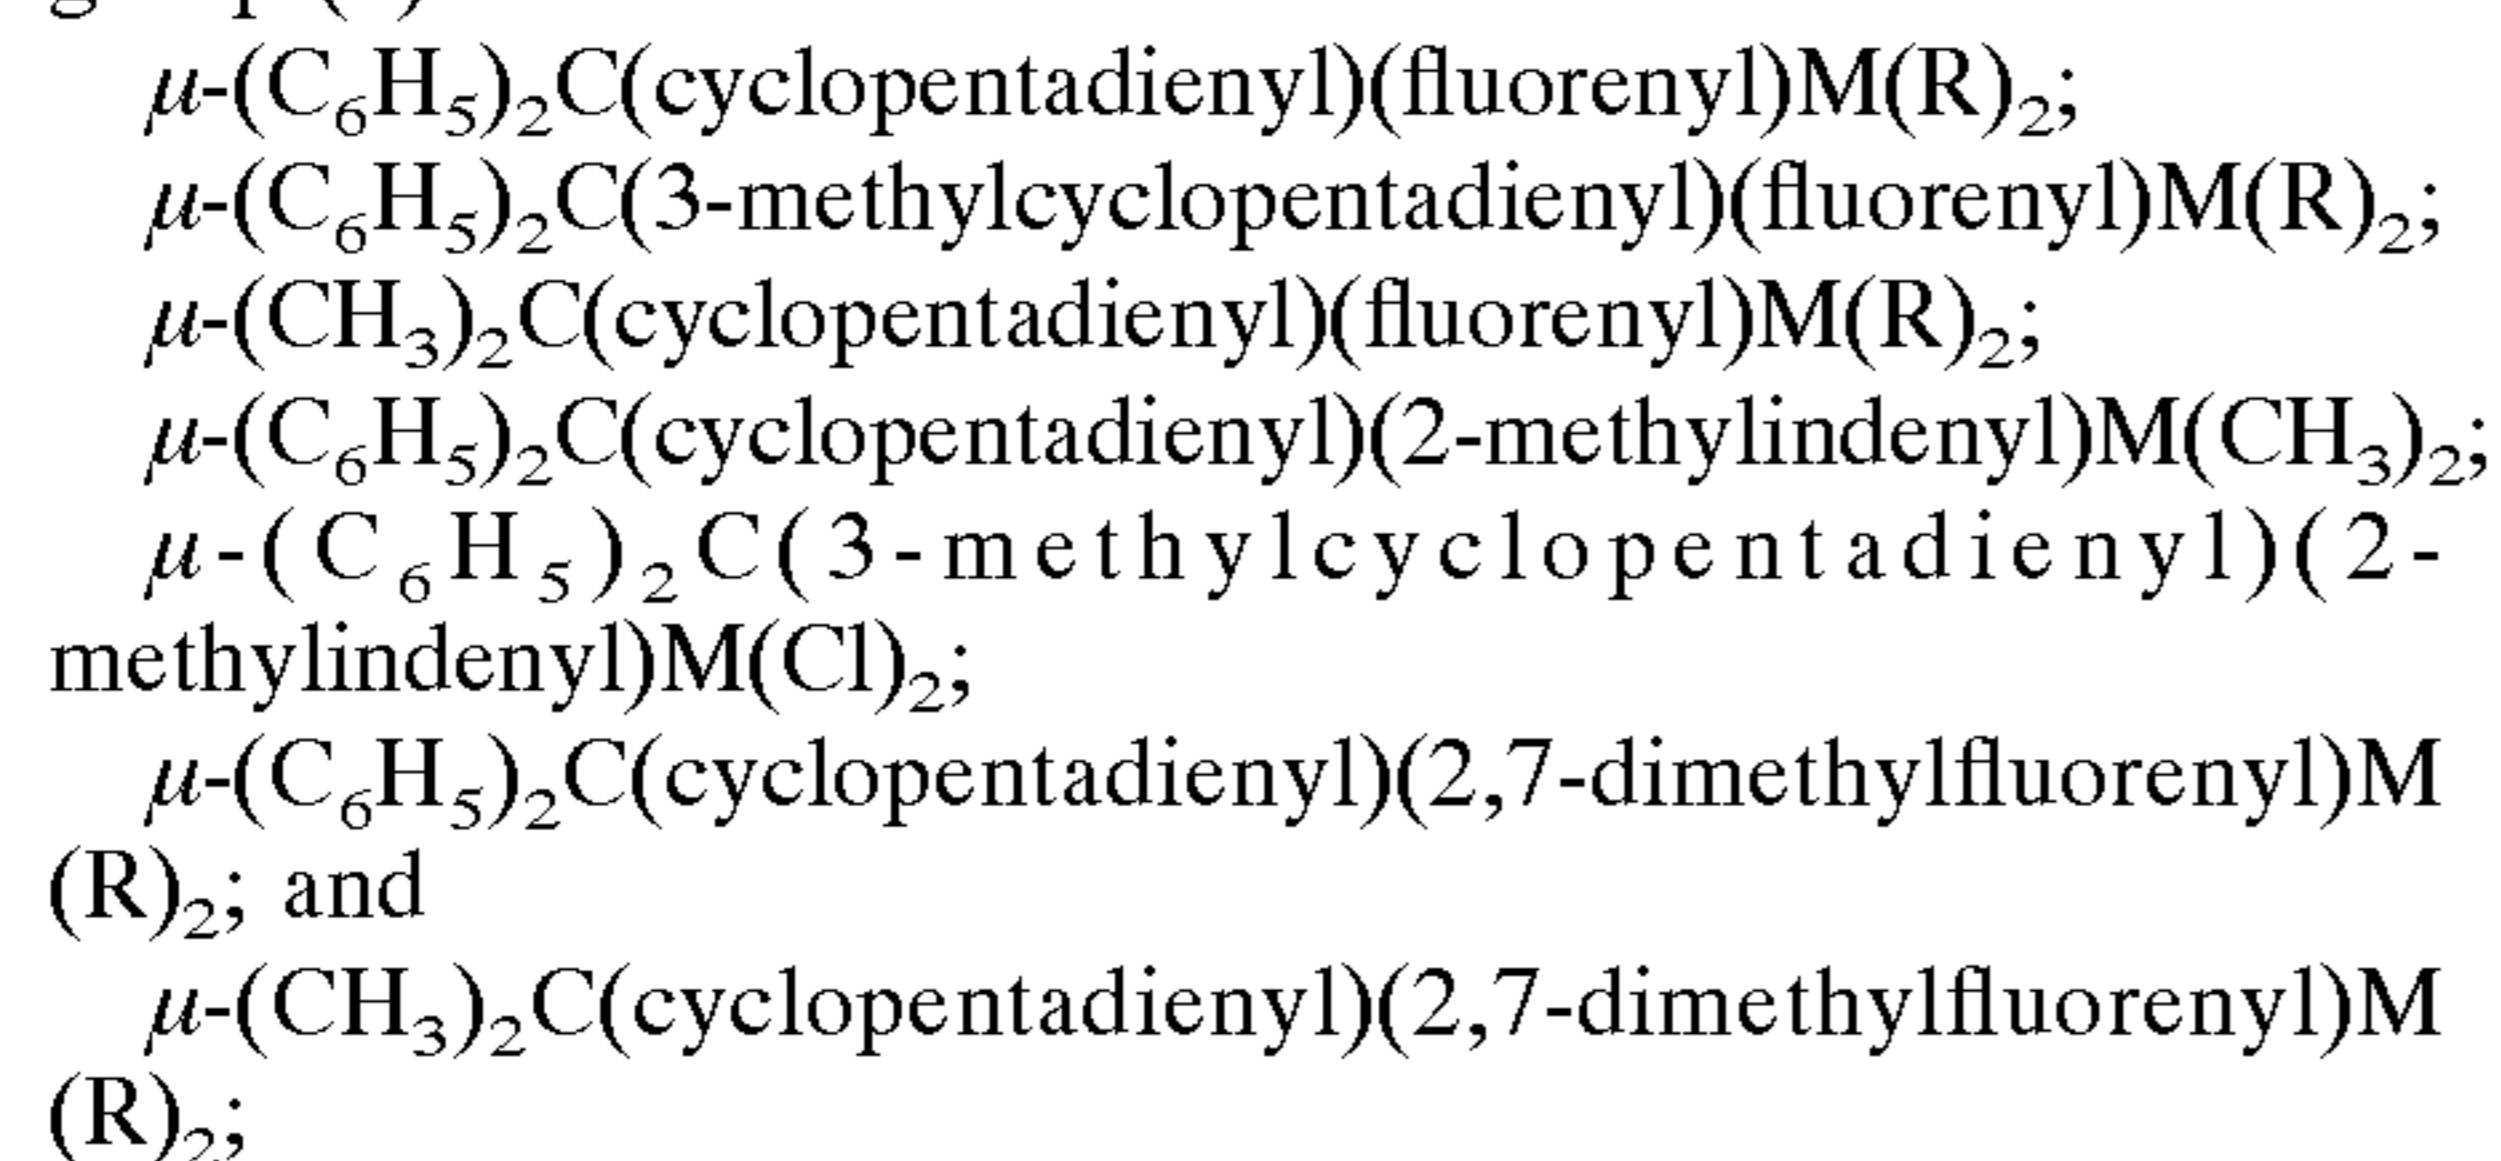 μ-(C₆H₅)₂C(cyclopentadienyl)(fluorenyl)M(R)₂;
μ-(C₆H₅)₂C(3-methylcyclopentadienyl)(fluorenyl)M(R)₂;
μ-(CH₃)₂C(cyclopentadienyl)(fluorenyl)M(R)₂;
μ-(C₆H₅)₂C(cyclopentadienyl)(2-methylindenyl)M(CH₃)₂;
μ-(C₆H₅)₂C(3-methylcyclopentadienyl)(2-
methylindenyl)M(Cl)₂;
μ-(C₆H₅)₂C(cyclopentadienyl)(2,7-dimethylfluorenyl)M
(R)₂; and
μ-(CH₃)₂C(cyclopentadienyl)(2,7-dimethylfluorenyl)M
(R)₂;